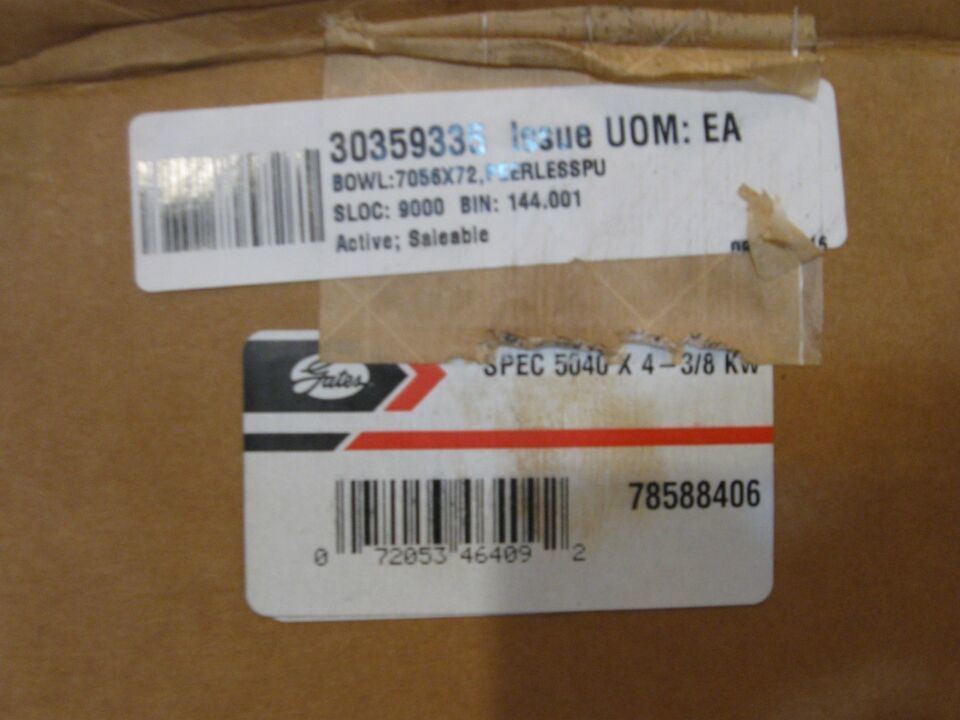 30359335 Issue UOM: EA
BOWL:7056X72,PEERLESSPU
SLOC: 9000 BIN: 144.001
Active; Saleable
Gates
SPEC 5040 X 4-3/8 KW
78588406
0 72053 46409 2